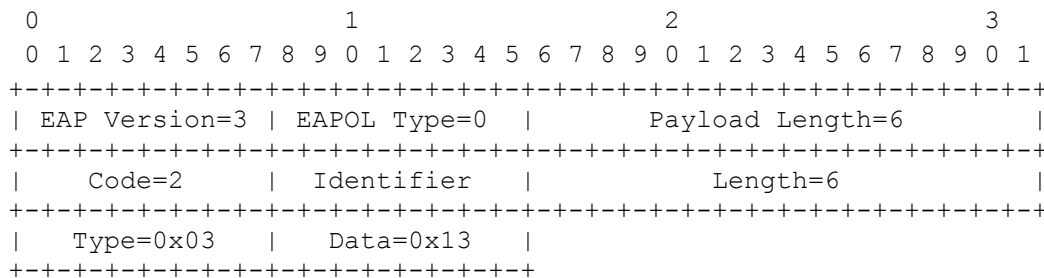 0                   1                   2                   3
 0 1 2 3 4 5 6 7 8 9 0 1 2 3 4 5 6 7 8 9 0 1 2 3 4 5 6 7 8 9 0 1
+-+-+-+-+-+-+-+-+-+-+-+-+-+-+-+-+-+-+-+-+-+-+-+-+-+-+-+-+-+-+-+-+
| EAP Version=3 | EAPOL Type=0  |       Payload Length=6        |
+-+-+-+-+-+-+-+-+-+-+-+-+-+-+-+-+-+-+-+-+-+-+-+-+-+-+-+-+-+-+-+-+
|    Code=2     |  Identifier   |           Length=6            |
+-+-+-+-+-+-+-+-+-+-+-+-+-+-+-+-+-+-+-+-+-+-+-+-+-+-+-+-+-+-+-+-+
|   Type=0x03   |   Data=0x13   |
+-+-+-+-+-+-+-+-+-+-+-+-+-+-+-+-+